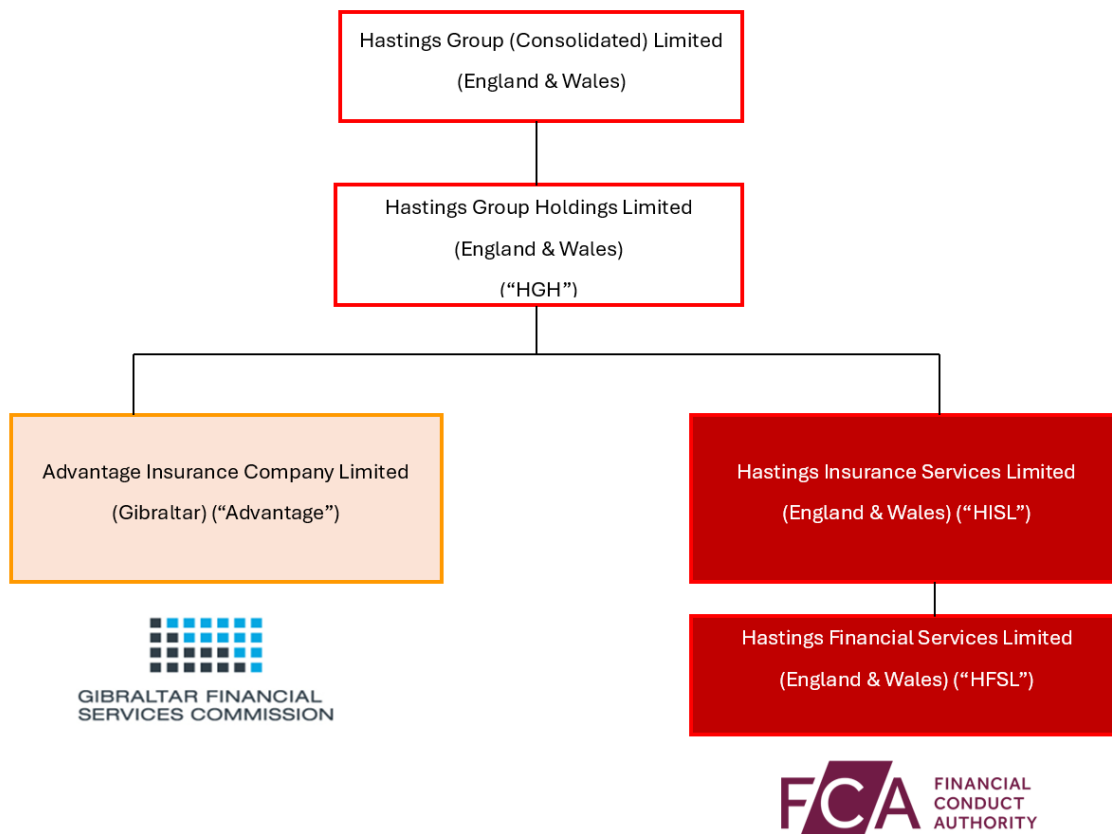 Hastings Group (Consolidated) Limited
(England & Wales)
Hastings Group Holdings Limited
(England & Wales)
(“HGH”)
Advantage Insurance Company Limited
(Gibraltar) (“Advantage”)
Hastings Insurance Services Limited
(England & Wales) (“HISL”)
Hastings Financial Services Limited
(England & Wales) (“HFSL”)
GIBRALTAR FINANCIAL
SERVICES COMMISSION
FCA
FINANCIAL
CONDUCT
AUTHORITY